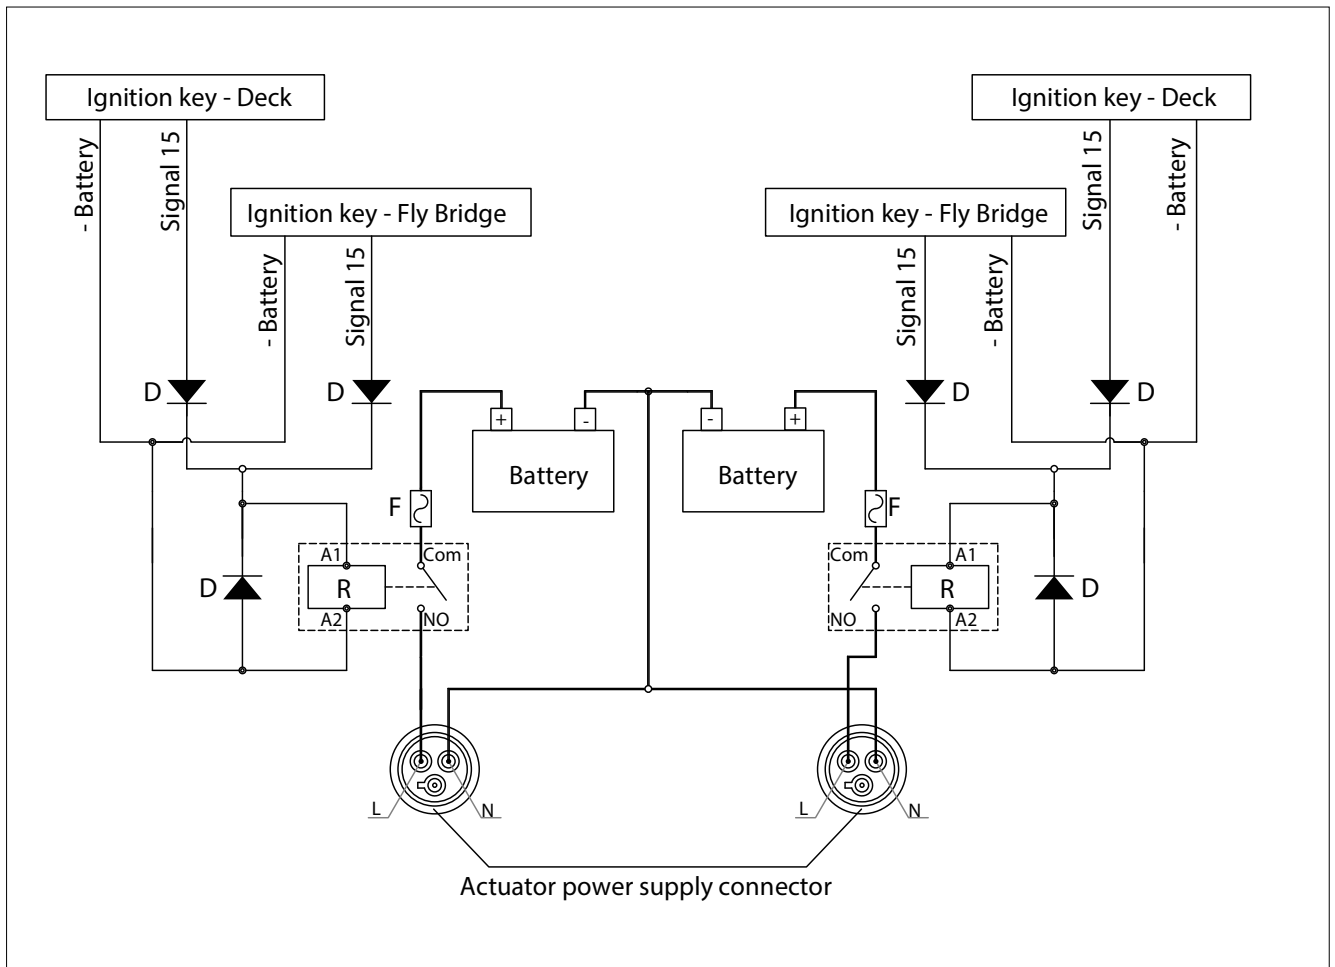 Ignition key - Deck
Ignition key - Deck
- Battery
Signal 15
Signal 15
- Battery
Ignition key - Fly Bridge
Ignition key - Fly Bridge
- Battery
Signal 15
Signal 15
- Battery
D
D
D
D
+
-
-
+
Battery
Battery
F
F
A1
Com
Com
A1
D
R
R
D
A2
NO
NO
A2
L
N
L
N
Actuator power supply connector